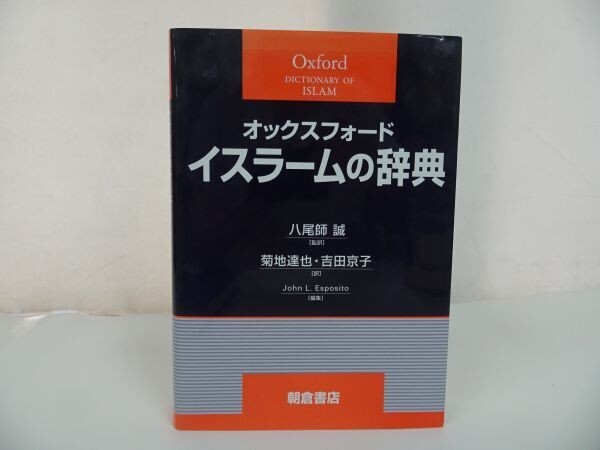 Oxford
DICTIONARY OF
ISLAM
オックスフォード
イスラームの辞典
八尾師 誠
[監訳]
菊地達也・吉田京子
[訳]
John L. Esposito
[編集]
朝倉書店